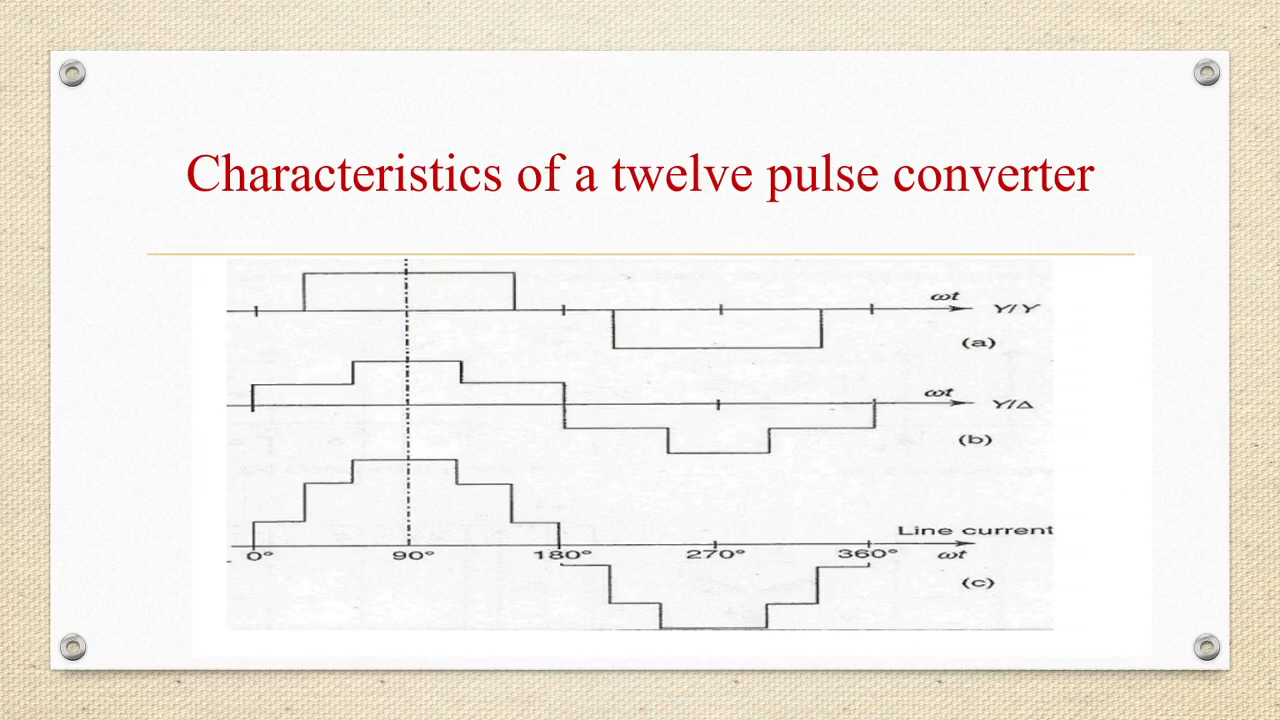 Characteristics of a twelve pulse converter
ωt
Y/Y
(a)
ωt
Y/Δ
(b)
Line current
0° 90° 180° 270° 360° ωt
(c)